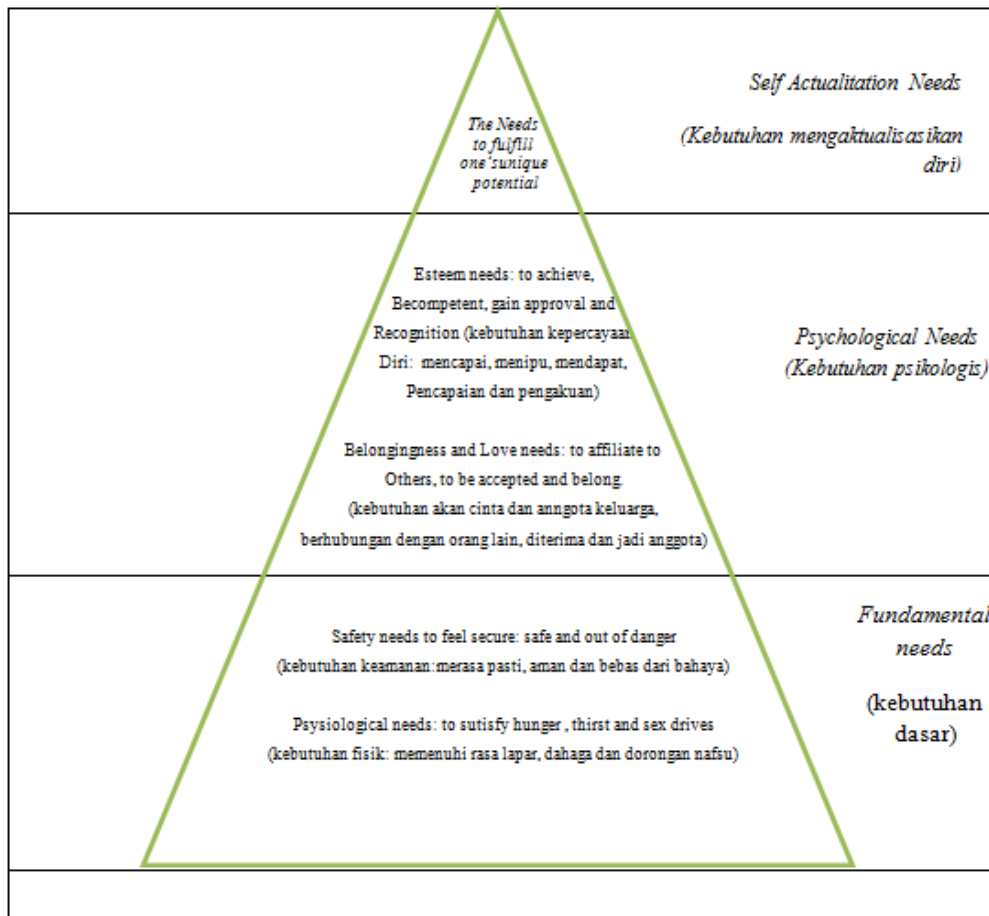 Self Actualitation Needs
(Kebutuhan mengaktualisasikan
diri)
The Needs
to fulfill
one'sunique
potential
Esteem needs: to achieve,
Becompetent, gain approval and
Recognition (kebutuhan kepercayaan
Diri: mencapai, menipu, mendapat,
Pencapaian dan pengakuan)
Psychological Needs
(Kebutuhan psikologis)
Belongingness and Love needs: to affiliate to
Others, to be accepted and belong.
(kebutuhan akan cinta dan anngota keluarga,
berhubungan dengan orang lain, diterima dan jadi anggota)
Fundamental
needs
(kebutuhan
dasar)
Safety needs to feel secure: safe and out of danger
(kebutuhan keamanan:merasa pasti, aman dan bebas dari bahaya)
Psysiological needs: to sutisfy hunger , thirst and sex drives
(kebutuhan fisik: memenuhi rasa lapar, dahaga dan dorongan nafsu)